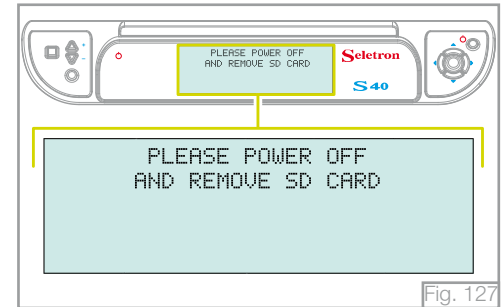 PLEASE POWER OFF
AND REMOVE SD CARD
Seletron
S40
PLEASE POWER OFF
AND REMOVE SD CARD
Fig. 127